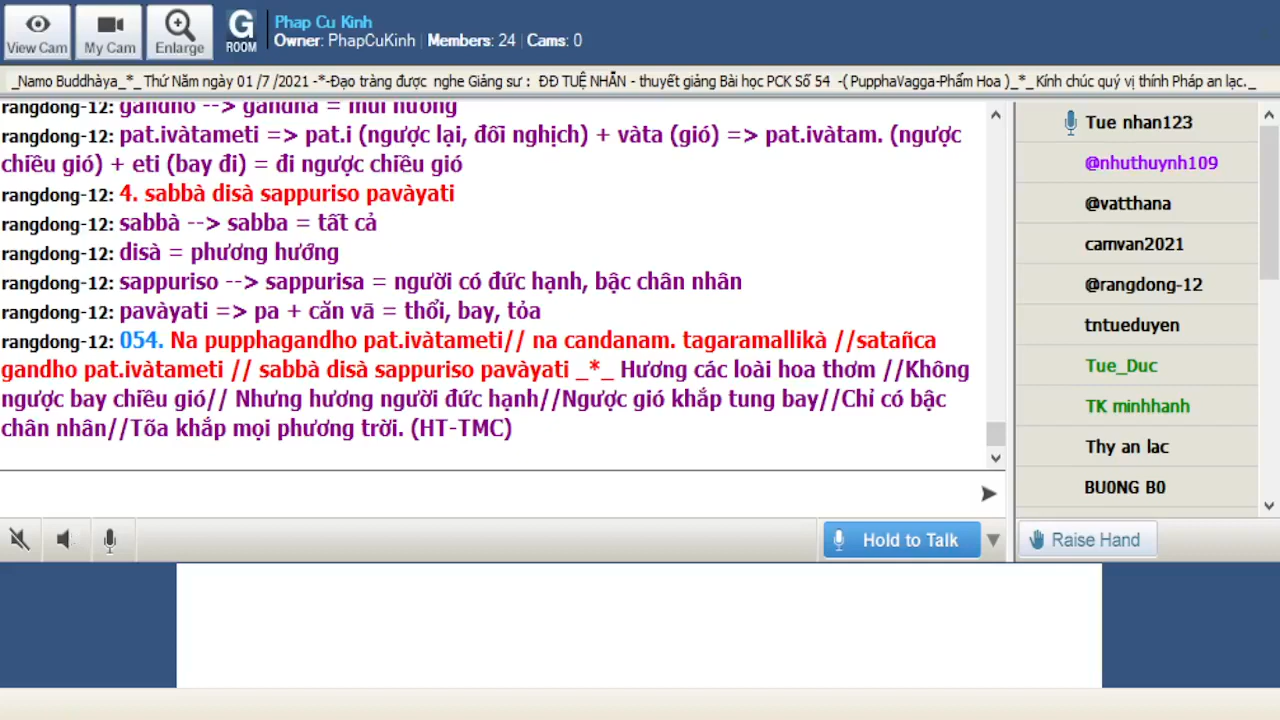 View Cam
My Cam
Enlarge
G
ROOM
Phap Cu Kinh
Owner: PhapCuKinh | Members: 24 | Cams: 0
_Namo Buddhàya_*_ Thứ Năm ngày 01 /7 /2021 -*-Đạo tràng được nghe Giảng sư : ĐĐ TUỆ NHẪN - thuyết giảng Bài học PCK Số 54 -( PupphaVagga-Phẩm Hoa )_*_ Kính chúc quý vị thính Pháp an lạc._
rangdong-12: gandho --> gandha = mùi hương
pat.ivàtameti => pat.i (ngược lại, đối nghịch) + vàta (gió) => pat.ivàtam. (ngược
chiều gió) + eti (bay đi) = đi ngược chiều gió
rangdong-12: 4. sabbà disà sappuriso pavàyati
rangdong-12: sabbà --> sabba = tất cả
rangdong-12: disà = phương hướng
rangdong-12: sappuriso --> sappurisa = người có đức hạnh, bậc chân nhân
rangdong-12: pavàyati => pa + căn vā = thổi, bay, tỏa
rangdong-12: 054. Na pupphagandho pat.ivàtameti// na candanam. tagaramallikà //satañca
gandho pat.ivàtameti // sabbà disà sappuriso pavàyati _*_ Hương các loài hoa thơm //Không
ngược bay chiều gió// Nhưng hương người đức hạnh//Ngược gió khắp tung bay//Chỉ có bậc
chân nhân//Tõa khắp mọi phương trời. (HT-TMC)
Tue nhan123
@nhuthuynh109
@vatthana
camvan2021
@rangdong-12
tntueduyen
Tue_Duc
TK minhhanh
Thy an lac
BU0NG B0
Hold to Talk
Raise Hand